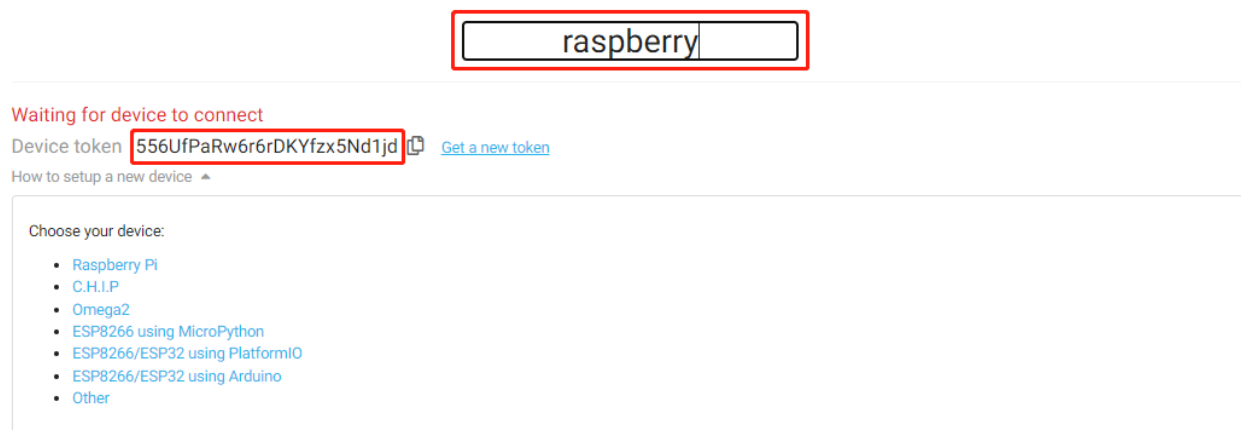 raspberry
Waiting for device to connect
Device token 556UfPaRw6r6rDKYfzx5Nd1jd Get a new token
How to setup a new device
Choose your device:
Raspberry Pi
C.H.I.P
Omega2
ESP8266 using MicroPython
ESP8266/ESP32 using PlatformIO
ESP8266/ESP32 using Arduino
Other